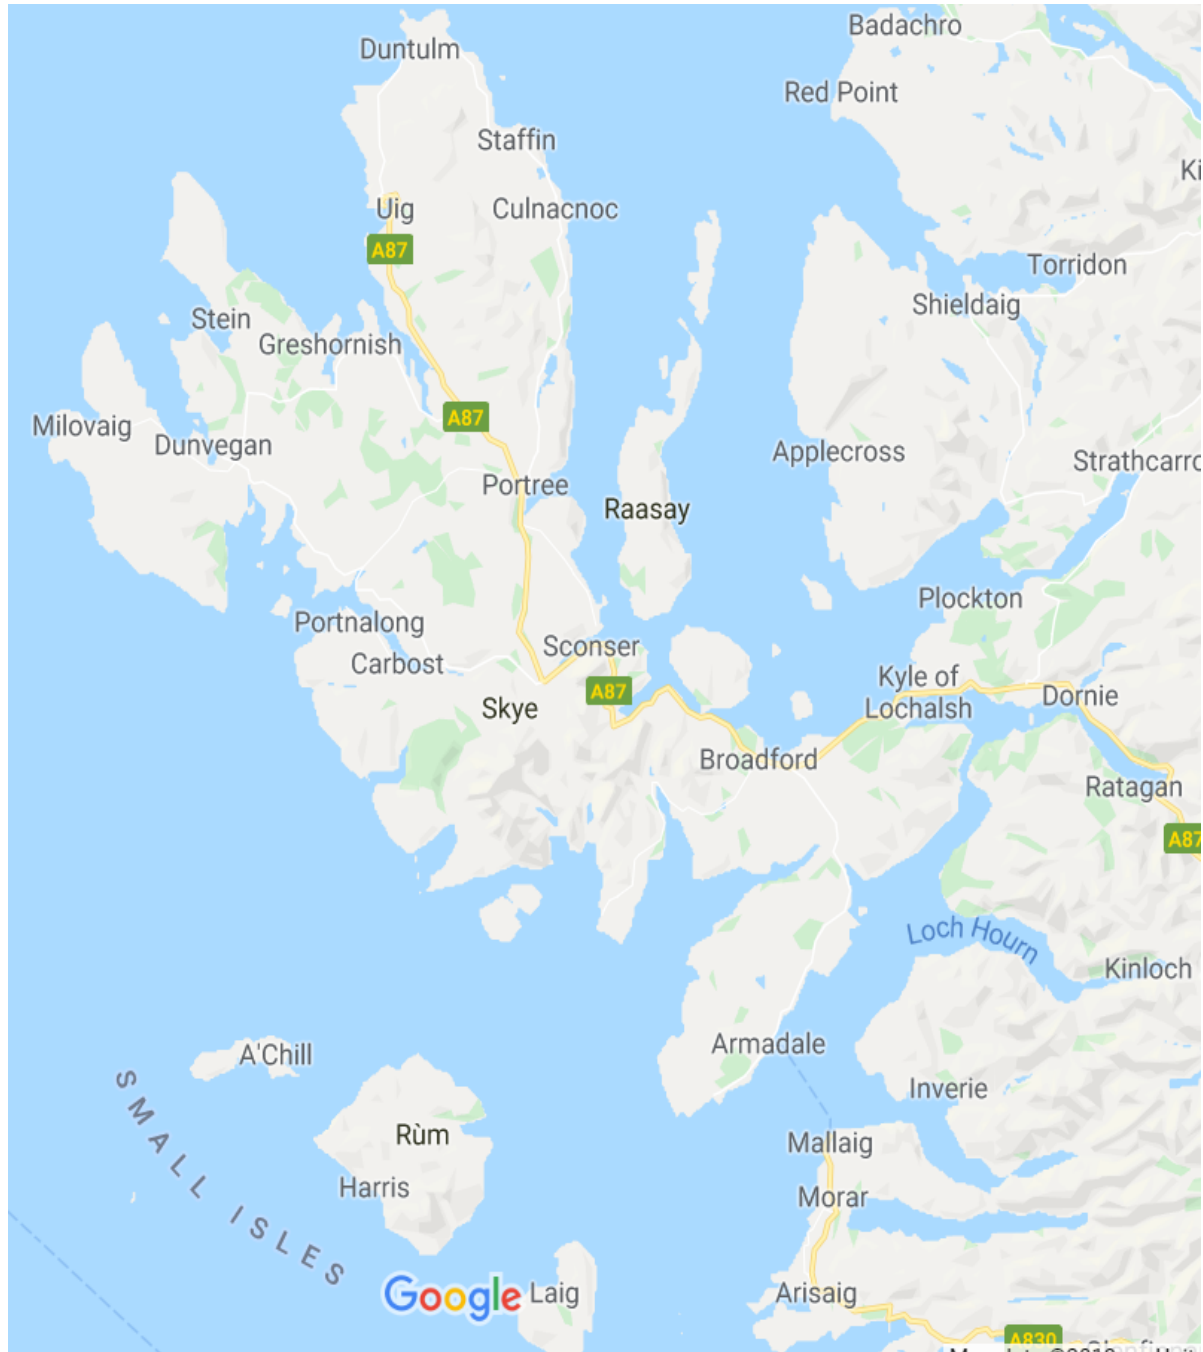 Duntulm
Badachro
Red Point
Staffin
Uig
Culnacnoc
A87
Torridon
Shieldaig
Stein
Greshornish
A87
Milovaig
Dunvegan
Applecross
Portree
Raasay
Plockton
Portnalong
Sconser
Carbost
Kyle of
Lochalsh
A87
Dornie
Skye
Broadford
Ratagan
A87
Loch Hourn
Kinloch
A'Chill
Armadale
Inverie
SMALL ISLES
Rùm
Mallaig
Harris
Morar
Google
Laig
Arisaig
A830